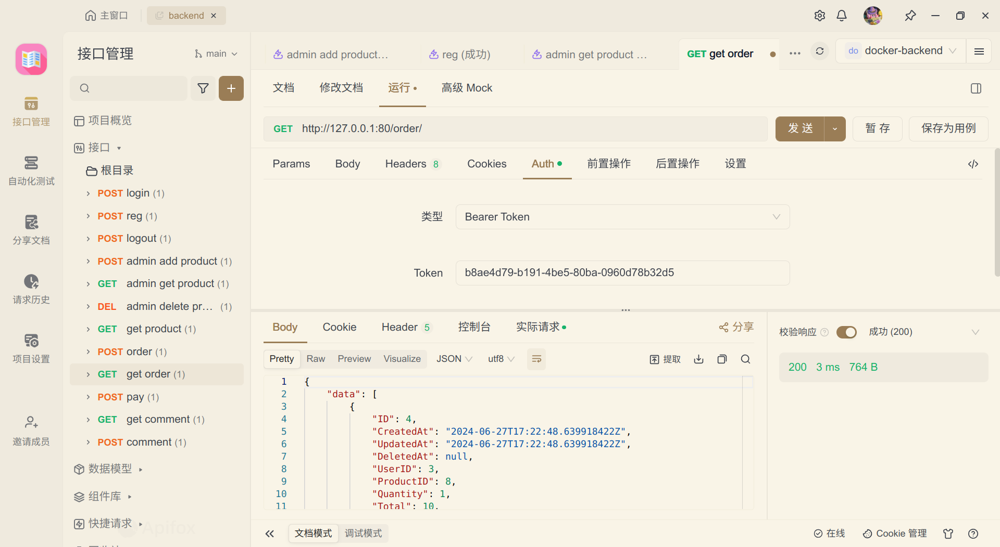 主窗口
backend
接口管理
main
接口管理
自动化测试
分享文档
请求历史
项目设置
邀请成员
项目概览
接口
根目录
POST login (1)
POST reg (1)
POST logout (1)
POST admin add product (1)
GET admin get product (1)
DEL admin delete pr... (1)
GET get product (1)
POST order (1)
GET get order (1)
POST pay (1)
GET get comment (1)
POST comment (1)
数据模型
组件库
快捷请求
Apifox
admin add product...
reg (成功)
admin get product ...
GET get order
do docker-backend
文档 修改文档 运行 高级 Mock
GET http://127.0.0.1:80/order/
发 送 暂 存 保存为用例
Params Body Headers 8 Cookies Auth 前置操作 后置操作 设置
类型 Bearer Token
Token b8ae4d79-b191-4be5-80ba-0960d78b32d5
Body Cookie Header 5 控制台 实际请求 分享
Pretty Raw Preview Visualize JSON utf8 提取
1 {
2 "data": [
3 {
4 "ID": 4,
5 "CreatedAt": "2024-06-27T17:22:48.639918422Z",
6 "UpdatedAt": "2024-06-27T17:22:48.639918422Z",
7 "DeletedAt": null,
8 "UserID": 3,
9 "ProductID": 8,
10 "Quantity": 1,
11 "Total": 10,
校验响应 成功 (200)
200 3 ms 764 B
文档模式 调试模式
在线 Cookie 管理